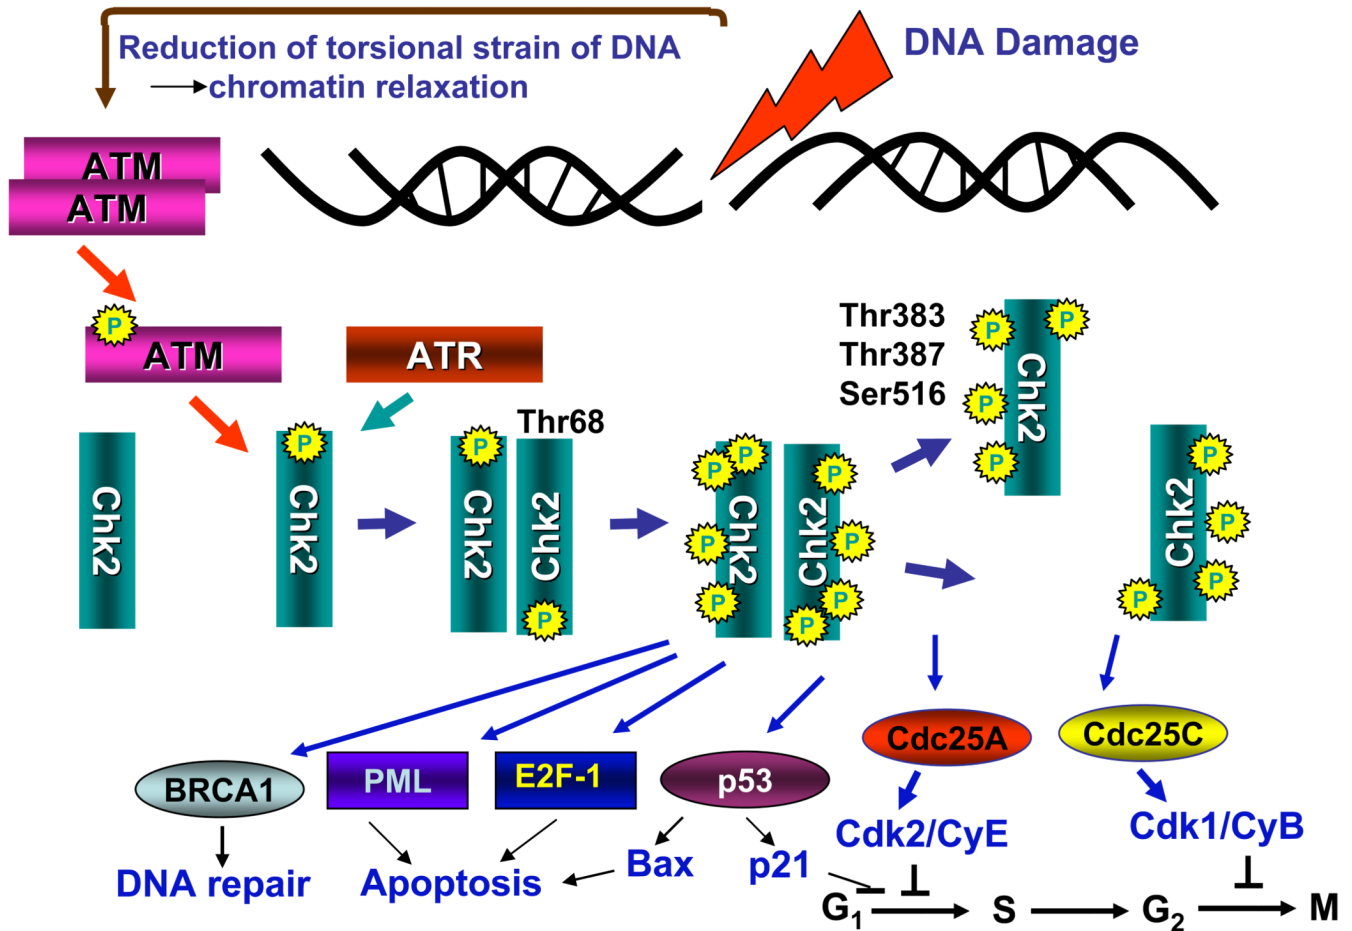 Reduction of torsional strain of DNA
chromatin relaxation
DNA Damage
ATM
ATM
P
ATM
ATR
Thr383
Thr387
Ser516
P
P
P
P
Chk2
Chk2
P
Chk2
P
Chk2
Thr68
Chk2
P
P
P
P
P
Chk2
P
P
P
P
Chk2
P
P
P
P
Chk2
BRCA1
PML
E2F-1
p53
Cdc25A
Cdc25C
DNA repair
Apoptosis
Bax
p21
Cdk2/CyE
Cdk1/CyB
G1
S
G2
M